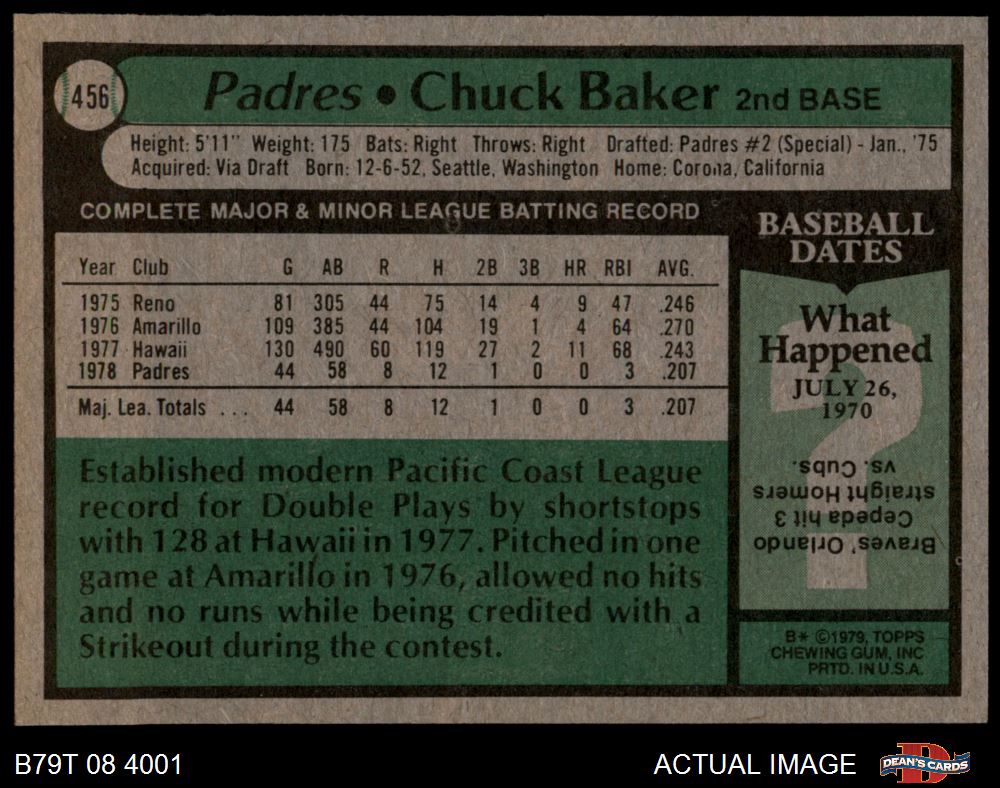 456
Padres • Chuck Baker 2nd BASE
Height: 5'11" Weight: 175 Bats: Right Throws: Right Drafted: Padres #2 (Special) - Jan., '75
Acquired: Via Draft Born: 12-6-52, Seattle, Washington Home: Corona, California
COMPLETE MAJOR & MINOR LEAGUE BATTING RECORD
Year Club G AB R H 2B 3B HR RBI AVG.
1975 Reno 81 305 44 75 14 4 9 47 .246
1976 Amarillo 109 385 44 104 19 1 4 64 .270
1977 Hawaii 130 490 60 119 27 2 11 68 .243
1978 Padres 44 58 8 12 1 0 0 3 .207
Maj. Lea. Totals . . . 44 58 8 12 1 0 0 3 .207
Established modern Pacific Coast League
record for Double Plays by shortstops
with 128 at Hawaii in 1977. Pitched in one
game at Amarillo in 1976, allowed no hits
and no runs while being credited with a
Strikeout during the contest.
BASEBALL
DATES
What
Happened
JULY 26,
1970
?
Braves' Orlando
Cepeda hit 3
straight Homers
vs. Cubs.
B* ©1979, TOPPS
CHEWING GUM, INC
PRTD. IN U.S.A.
B79T 08 4001
ACTUAL IMAGE
D
DEAN'S CARDS